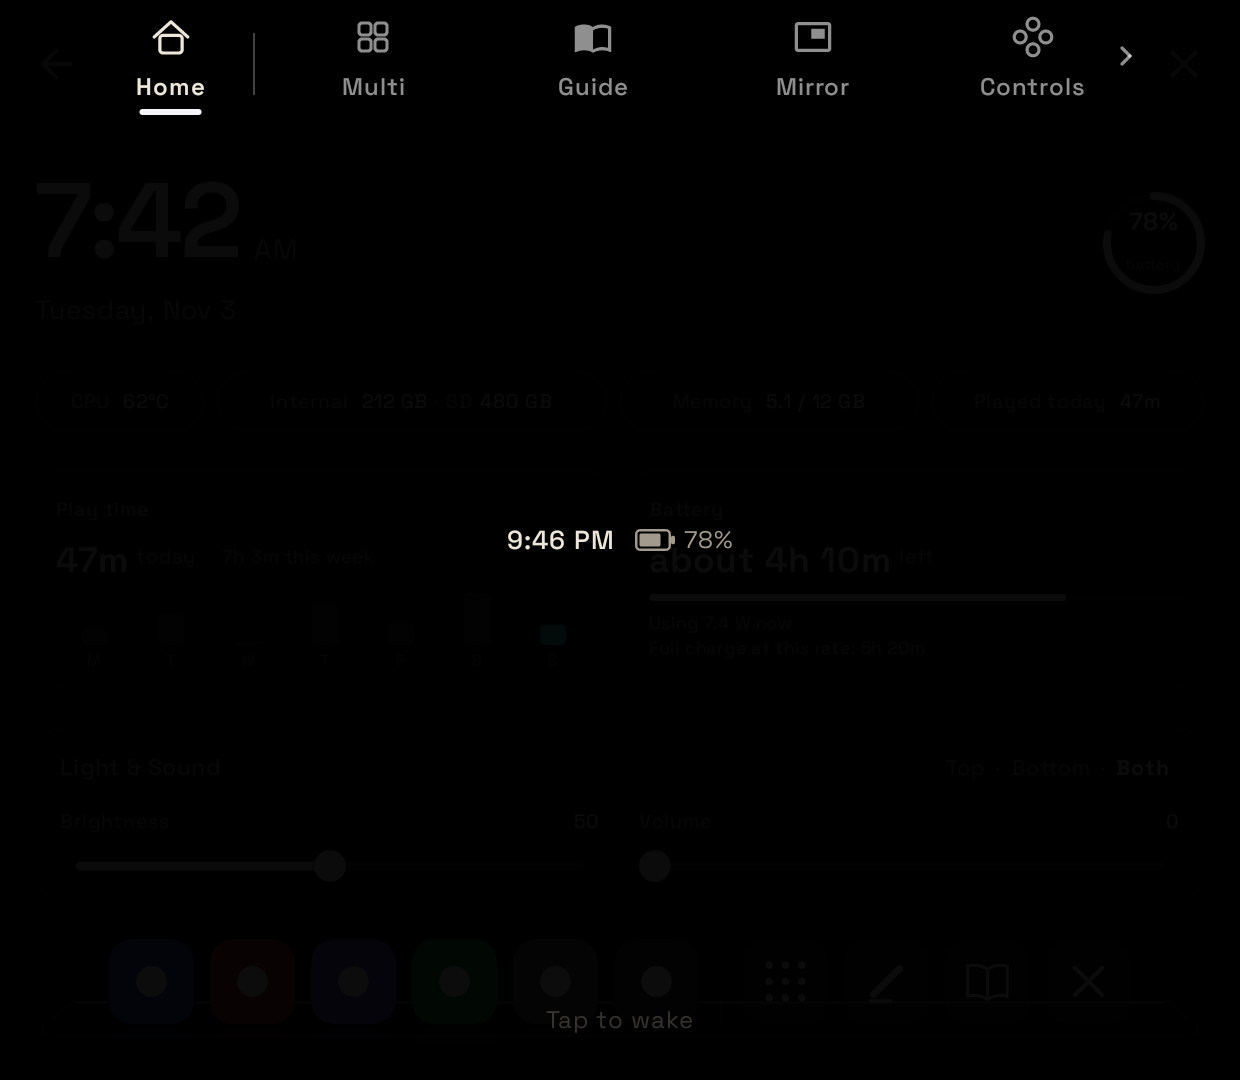 Home
Multi
Guide
Mirror
Controls
7:42 AM
78%
battery
Tuesday, Nov 3
CPU 62°C
Internal 212 GB · SD 480 GB
Memory 5.1 / 12 GB
Played today 47m
Play time
Battery
9:46 PM 78%
47m today · 7h 3m this week
about 4h 10m left
Using 7.4 W now
Full charge at this rate: 5h 20m
M T W T F S S
Light & Sound
Top · Bottom · Both
Brightness 50
Volume 0
Tap to wake